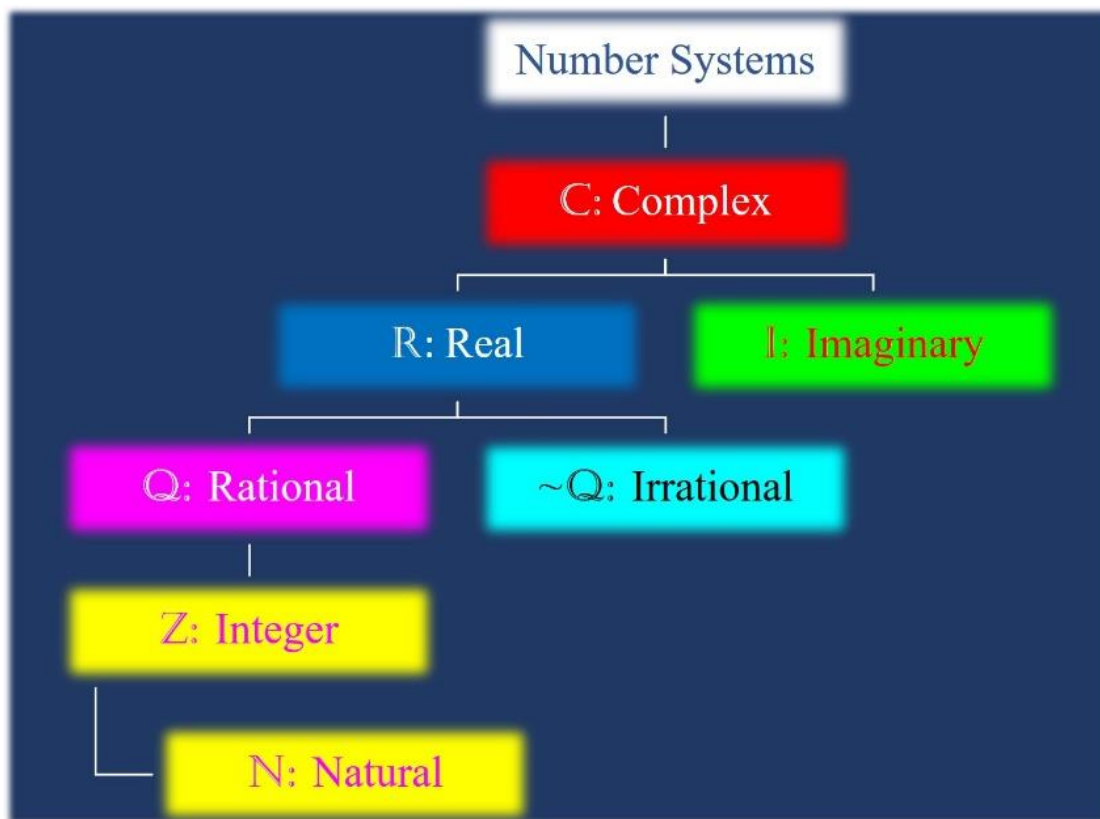 Number Systems
ℂ: Complex
ℝ: Real
𝕀: Imaginary
ℚ: Rational
~ℚ: Irrational
ℤ: Integer
ℕ: Natural